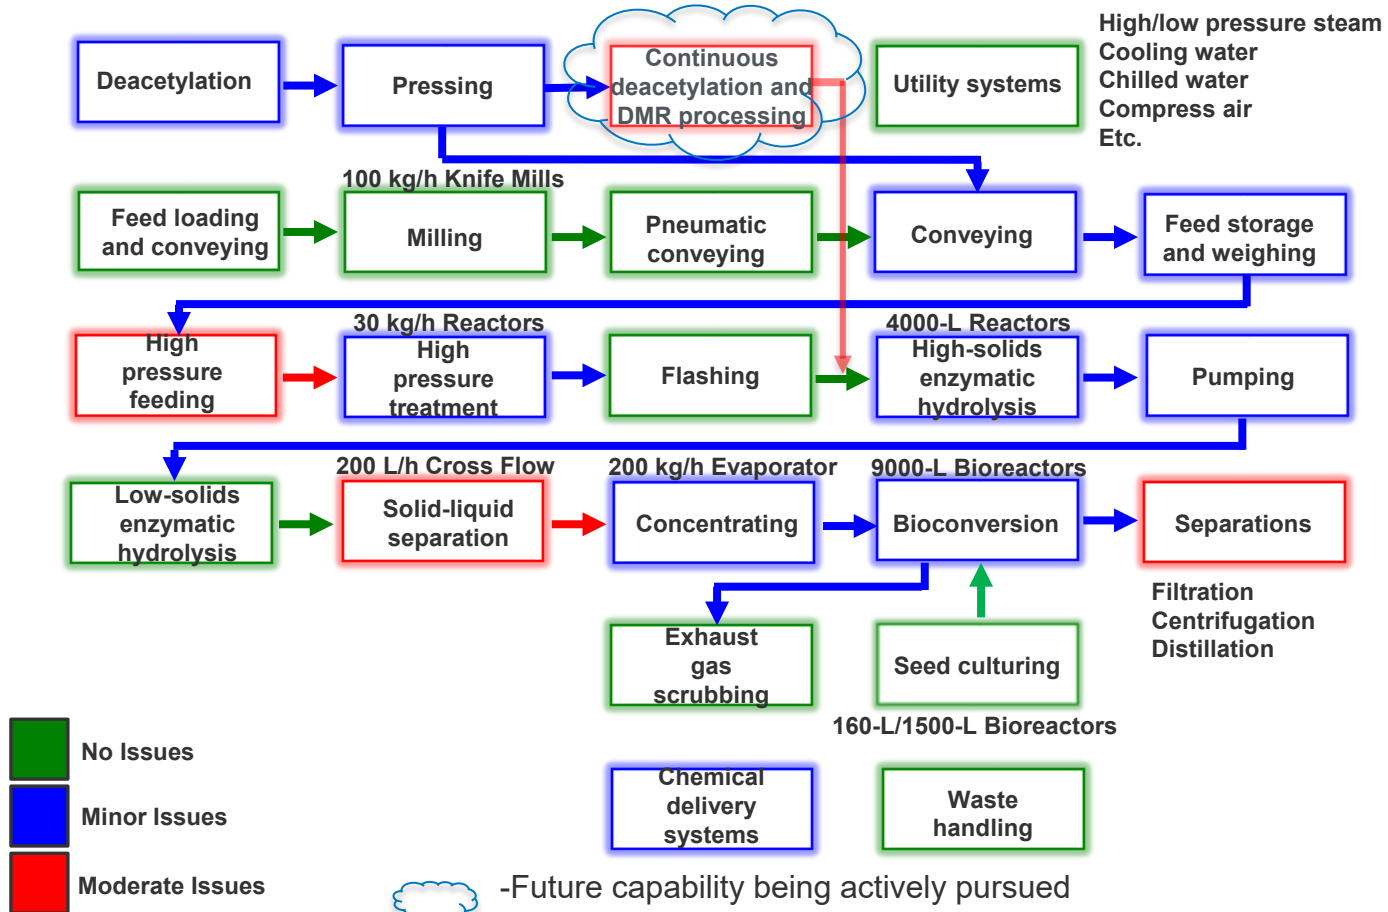 High/low pressure steam
Cooling water
Chilled water
Compress air
Etc.
Deacetylation
Pressing
Continuous
deacetylation and
DMR processing
Utility systems
100 kg/h Knife Mills
Feed loading
and conveying
Milling
Pneumatic
conveying
Conveying
Feed storage
and weighing
30 kg/h Reactors
4000-L Reactors
High
pressure
feeding
High
pressure
treatment
Flashing
High-solids
enzymatic
hydrolysis
Pumping
200 L/h Cross Flow
200 kg/h Evaporator
9000-L Bioreactors
Low-solids
enzymatic
hydrolysis
Solid-liquid
separation
Concentrating
Bioconversion
Separations
Filtration
Centrifugation
Distillation
Exhaust
gas
scrubbing
Seed culturing
160-L/1500-L Bioreactors
No Issues
Minor Issues
Moderate Issues
Chemical
delivery
systems
Waste
handling
-Future capability being actively pursued